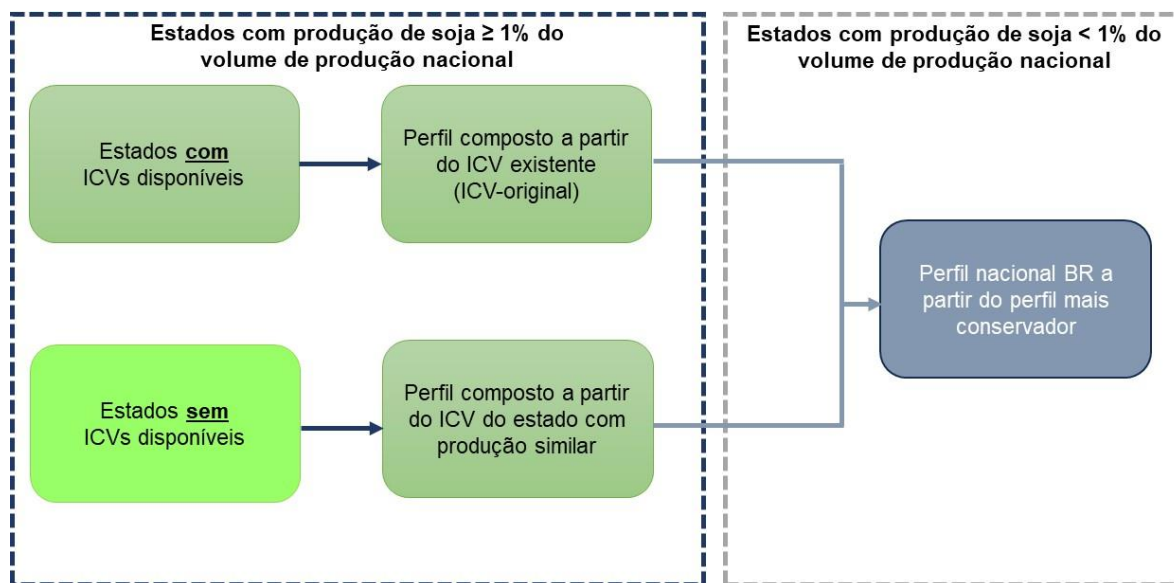 Estados com produção de soja ≥ 1% do
volume de produção nacional
Estados com
ICVs disponíveis
Perfil composto a partir
do ICV existente
(ICV-original)
Estados sem
ICVs disponíveis
Perfil composto a partir
do ICV do estado com
produção similar
Estados com produção de soja < 1% do
volume de produção nacional
Perfil nacional BR a
partir do perfil mais
conservador